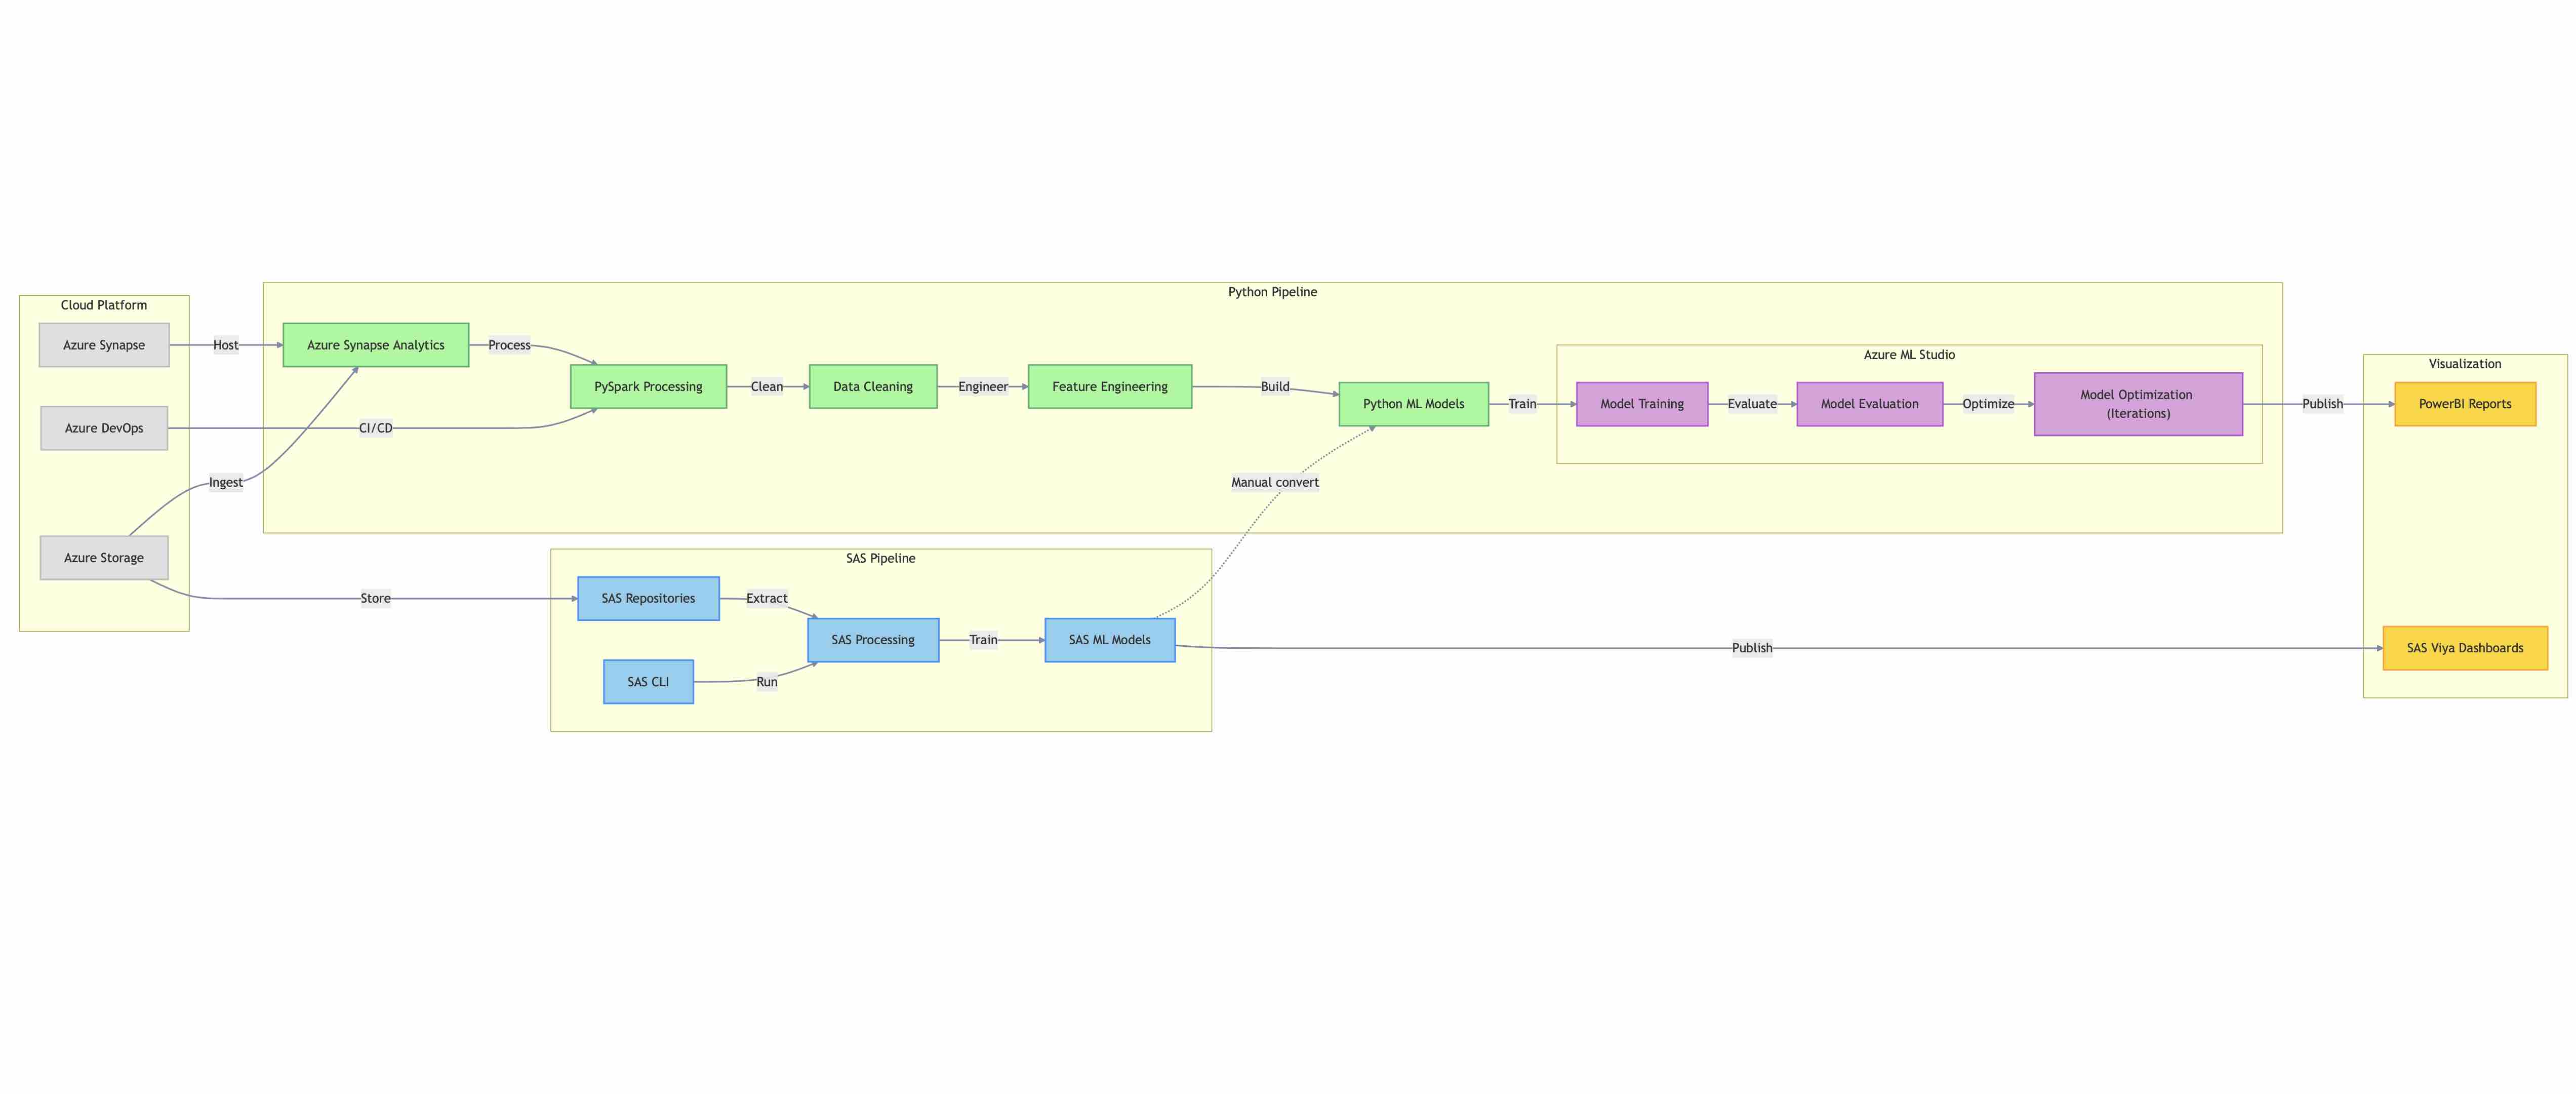 Cloud Platform
Azure Synapse
Azure DevOps
Azure Storage
Host
Ingest
CI/CD
Store
Python Pipeline
Azure Synapse Analytics
Process
PySpark Processing
Clean
Data Cleaning
Engineer
Feature Engineering
Build
Python ML Models
Train
Azure ML Studio
Model Training
Evaluate
Model Evaluation
Optimize
Model Optimization
(Iterations)
Publish
Manual convert
SAS Pipeline
SAS Repositories
Extract
SAS CLI
Run
SAS Processing
Train
SAS ML Models
Publish
Visualization
PowerBI Reports
SAS Viya Dashboards